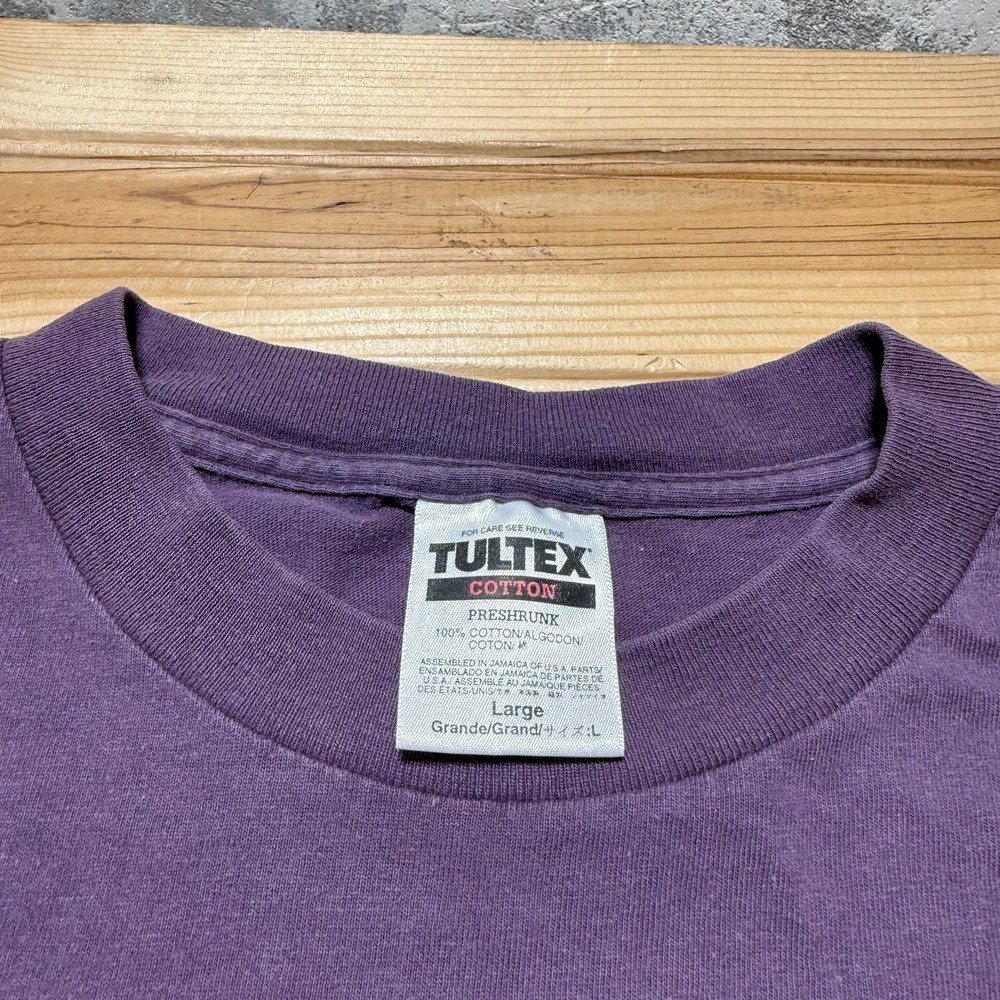 FOR CARE SEE REVERSE
TULTEX
COTTON
PRESHRUNK
100% COTTON/ALGODON/
COTON/
ASSEMBLED IN JAMAICA OF U.S.A. PARTS/
ENSAMBLADO EN JAMAICA DE PARTES DE
U.S.A./ ASSEMBLÉ AU JAMAIQUE PIÈCES
DES ÉTATS-UNIS/
Large
Grande/Grand/サイズ:L